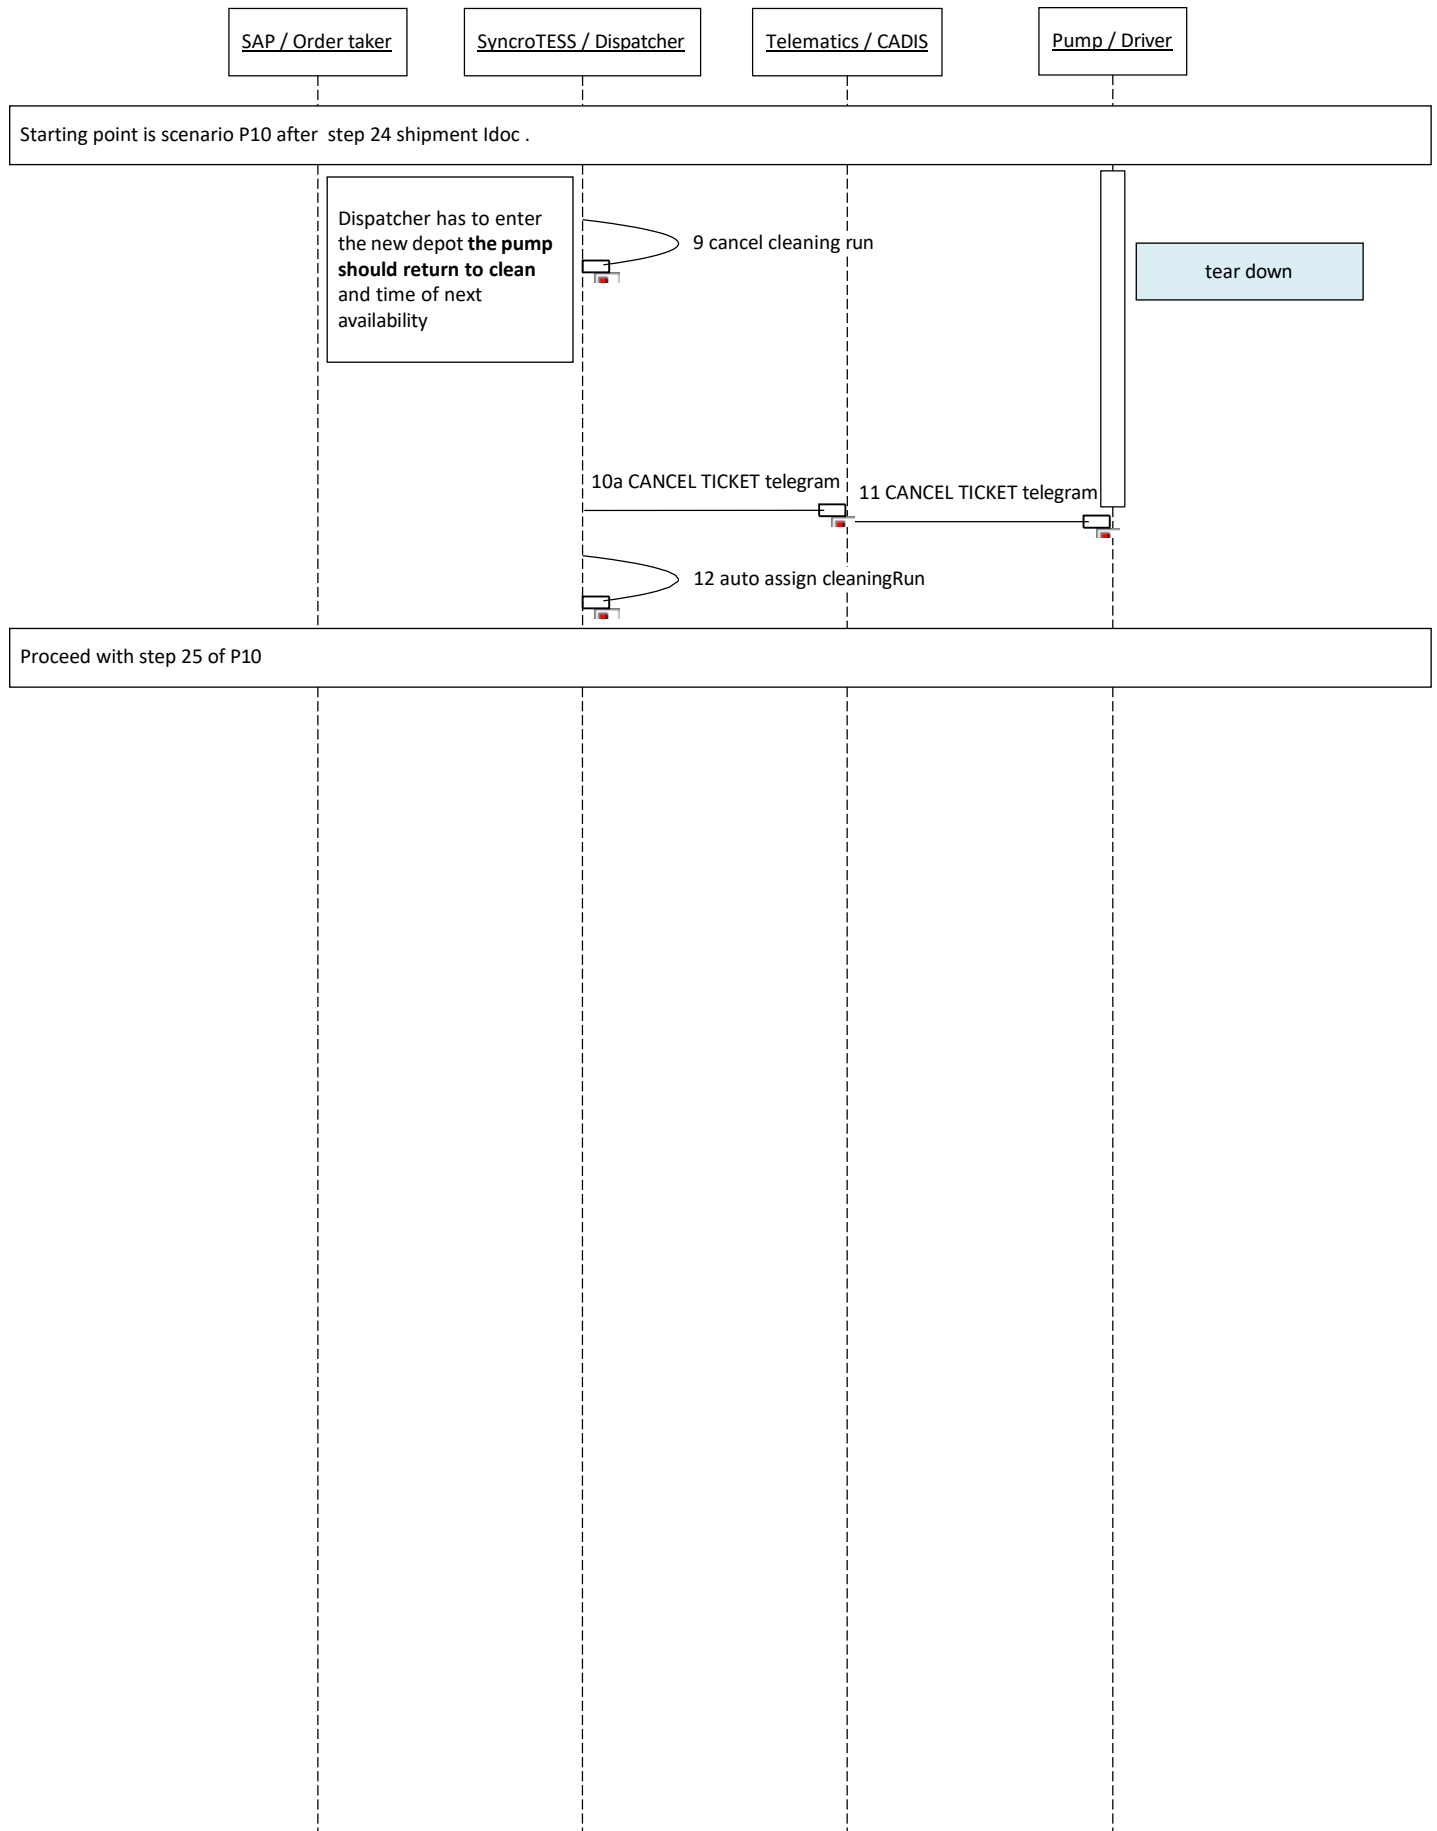 SAP / Order taker
SyncroTESS / Dispatcher
Telematics / CADIS
Pump / Driver
Starting point is scenario P10 after  step 24 shipment Idoc .
Dispatcher has to enter
the new depot the pump
should return to clean
and time of next
availability
9 cancel cleaning run
tear down
10a CANCEL TICKET telegram
11 CANCEL TICKET telegram
12 auto assign cleaningRun
Proceed with step 25 of P10